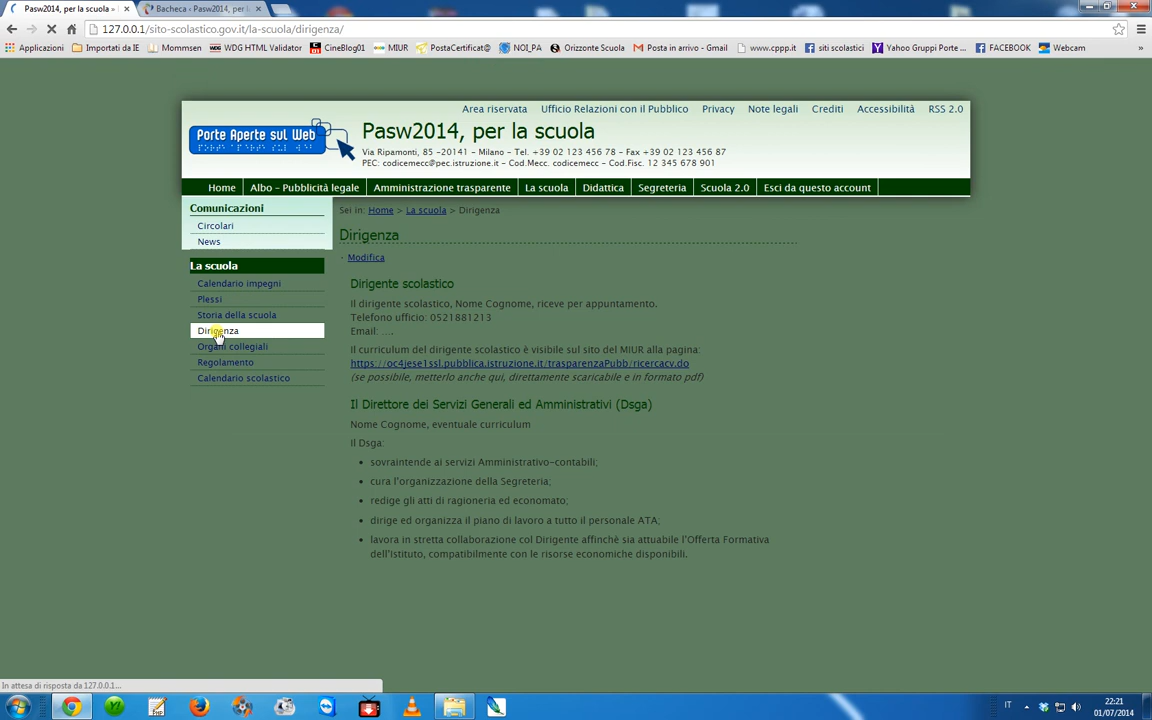 Pasw2014, per la scuola »
Bacheca ‹ Pasw2014, per l
127.0.0.1/sito-scolastico.gov.it/la-scuola/dirigenza/
Applicazioni Importati da IE Mommsen WDG HTML Validator CineBlog01 MIUR PostaCertificat@ NOI_PA Orizzonte Scuola Posta in arrivo - Gmail www.cppp.it siti scolastici Yahoo Gruppi Porte ... FACEBOOK Webcam »
Area riservata Ufficio Relazioni con il Pubblico Privacy Note legali Crediti Accessibilità RSS 2.0
Porte Aperte sul Web
Pasw2014, per la scuola
Via Ripamonti, 85 -20141 - Milano - Tel. +39 02 123 456 78 - Fax +39 02 123 456 87
PEC: codicemecc@pec.istruzione.it - Cod.Mecc. codicemecc - Cod.Fisc. 12 345 678 901
Home Albo – Pubblicità legale Amministrazione trasparente La scuola Didattica Segreteria Scuola 2.0 Esci da questo account
Comunicazioni
Circolari
News
La scuola
Calendario impegni
Plessi
Storia della scuola
Dirigenza
Organi collegiali
Regolamento
Calendario scolastico
Sei in: Home > La scuola > Dirigenza
Dirigenza
· Modifica
Dirigente scolastico
Il dirigente scolastico, Nome Cognome, riceve per appuntamento.
Telefono ufficio: 0521881213
Email: ….
Il curriculum del dirigente scolastico è visibile sul sito del MIUR alla pagina:
https://oc4jese1ssl.pubblica.istruzione.it/trasparenzaPubb/ricercacv.do
(se possibile, metterlo anche qui, direttamente scaricabile e in formato pdf)
Il Direttore dei Servizi Generali ed Amministrativi (Dsga)
Nome Cognome, eventuale curriculum
Il Dsga:
• sovraintende ai servizi Amministrativo-contabili;
• cura l'organizzazione della Segreteria;
• redige gli atti di ragioneria ed economato;
• dirige ed organizza il piano di lavoro a tutto il personale ATA;
• lavora in stretta collaborazione col Dirigente affinchè sia attuabile l'Offerta Formativa
dell'Istituto, compatibilmente con le risorse economiche disponibili.
In attesa di risposta da 127.0.0.1...
IT
22:21
01/07/2014